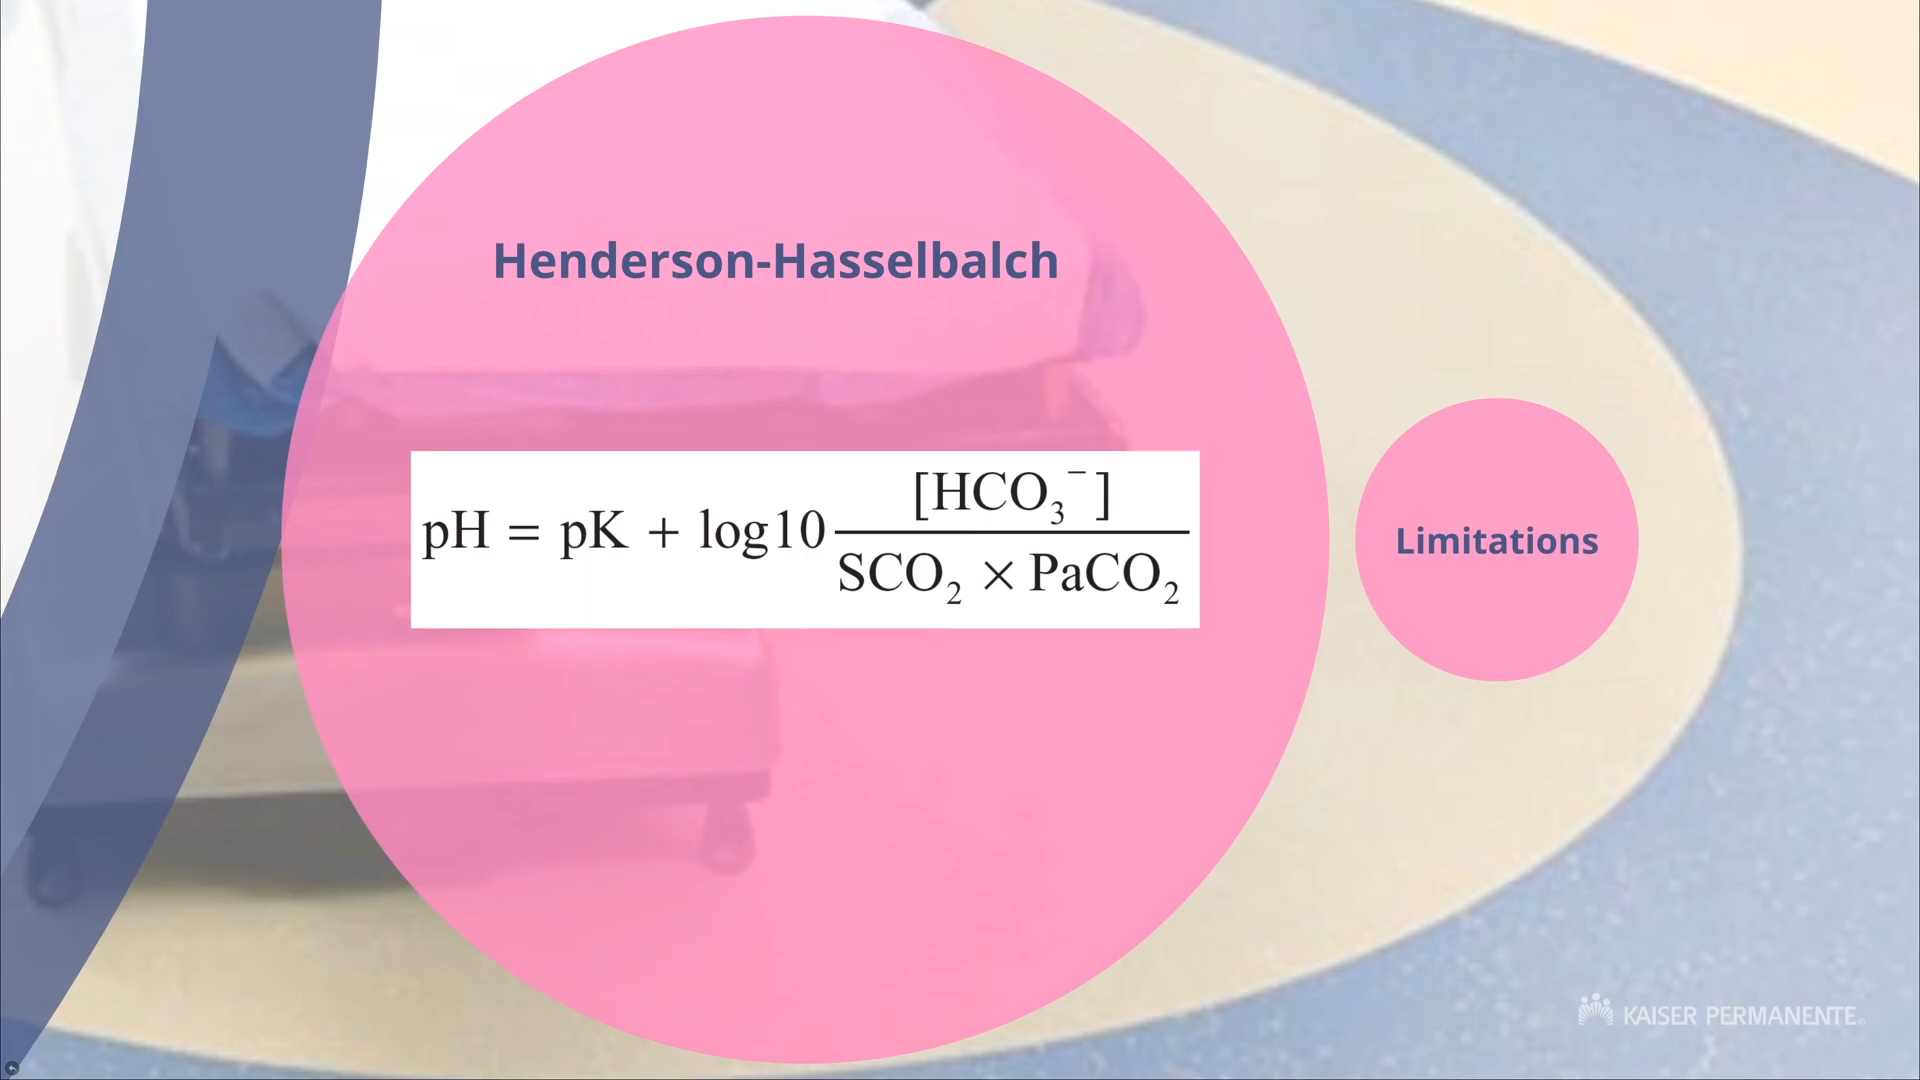 Henderson-Hasselbalch
pH = pK + log10 [HCO₃⁻] / SCO₂ × PaCO₂
Limitations
KAISER PERMANENTE®